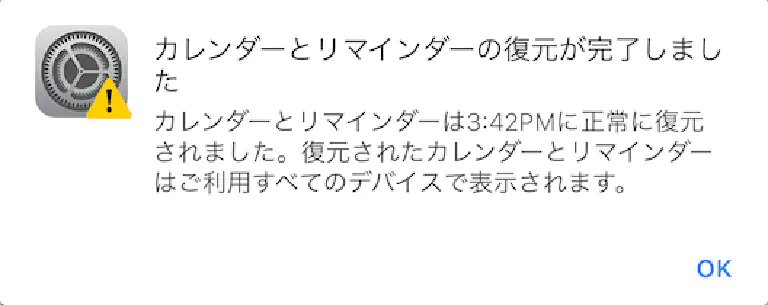 カレンダーとリマインダーの復元が完了しまし
た
カレンダーとリマインダーは3:42PMに正常に復元
されました。復元されたカレンダーとリマインダー
はご利用すべてのデバイスで表示されます。
OK